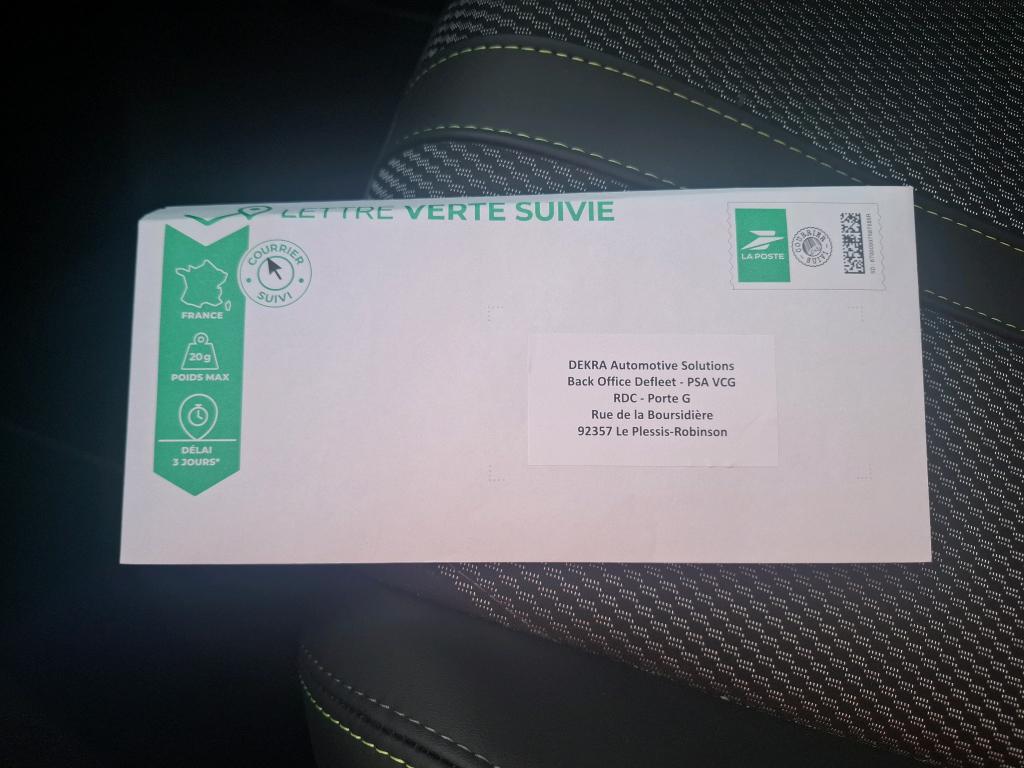 LETTRE VERTE SUIVIE
COURRIER
SUIVI
FRANCE
20g
POIDS MAX
DÉLAI
3 JOURS*
LA POSTE
DEKRA Automotive Solutions
Back Office Defleet - PSA VCG
RDC - Porte G
Rue de la Boursidière
92357 Le Plessis-Robinson